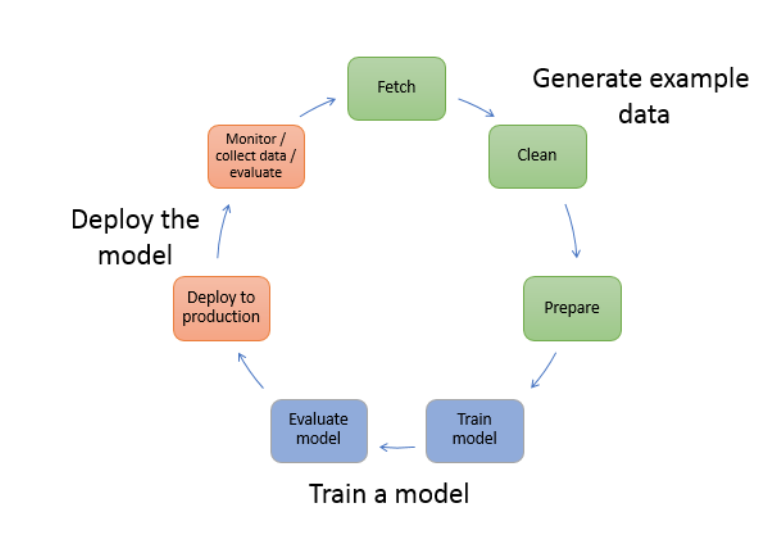 Fetch
Generate example
data
Clean
Prepare
Train
model
Train a model
Evaluate
model
Deploy to
production
Deploy the
model
Monitor /
collect data /
evaluate